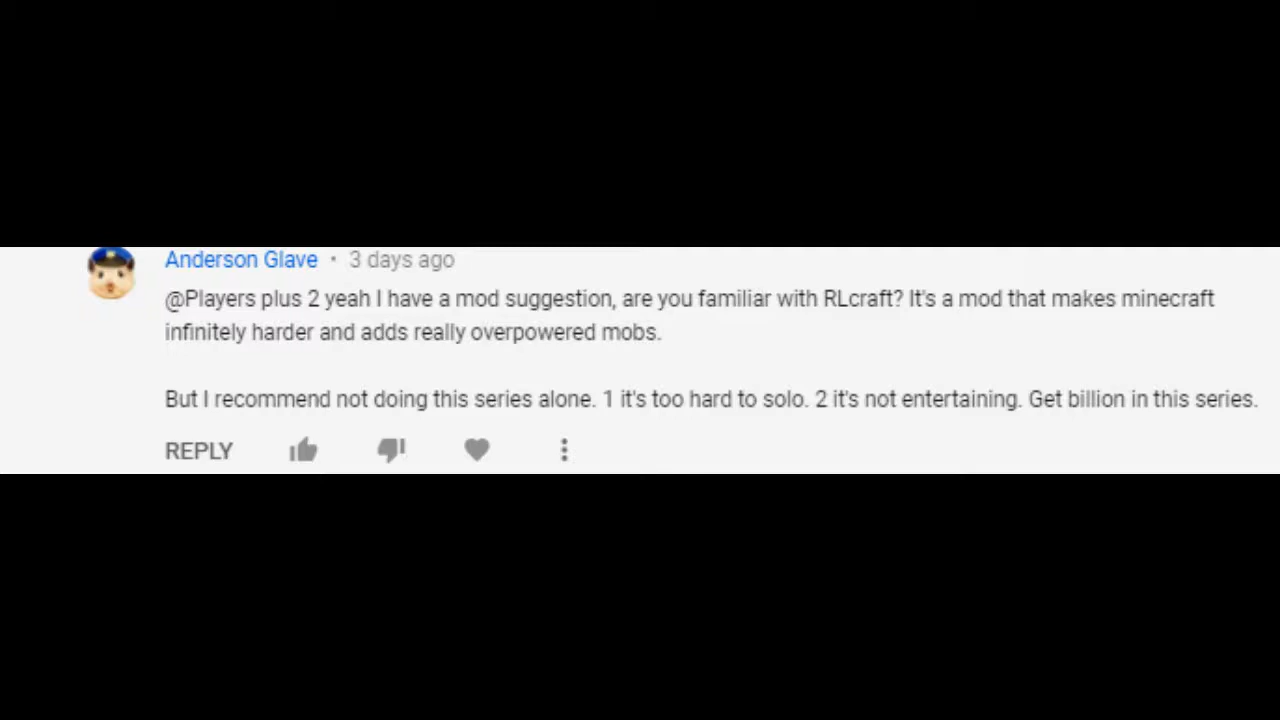 Anderson Glave • 3 days ago
@Players plus 2 yeah I have a mod suggestion, are you familiar with RLcraft? It's a mod that makes minecraft
infinitely harder and adds really overpowered mobs.
But I recommend not doing this series alone. 1 it's too hard to solo. 2 it's not entertaining. Get billion in this series.
REPLY